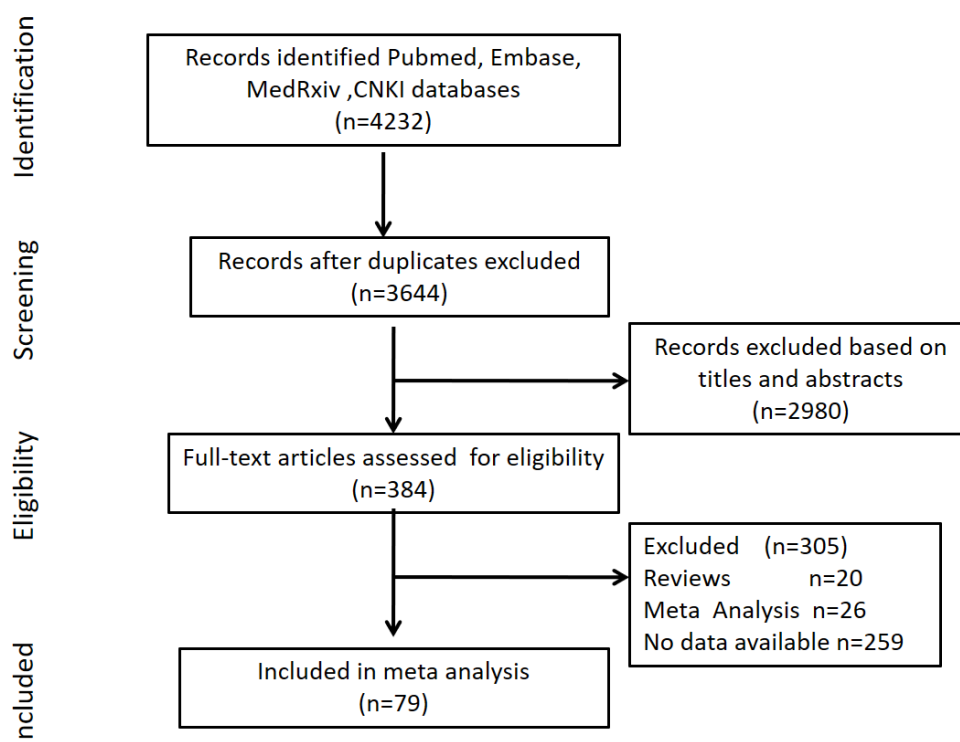 Identification
Records identified Pubmed, Embase,
MedRxiv ,CNKI databases
(n=4232)
Screening
Records after duplicates excluded
(n=3644)
Records excluded based on
titles and abstracts
(n=2980)
Eligibility
Full-text articles assessed for eligibility
(n=384)
Excluded (n=305)
Reviews n=20
Meta Analysis n=26
No data available n=259
ncluded
Included in meta analysis
(n=79)